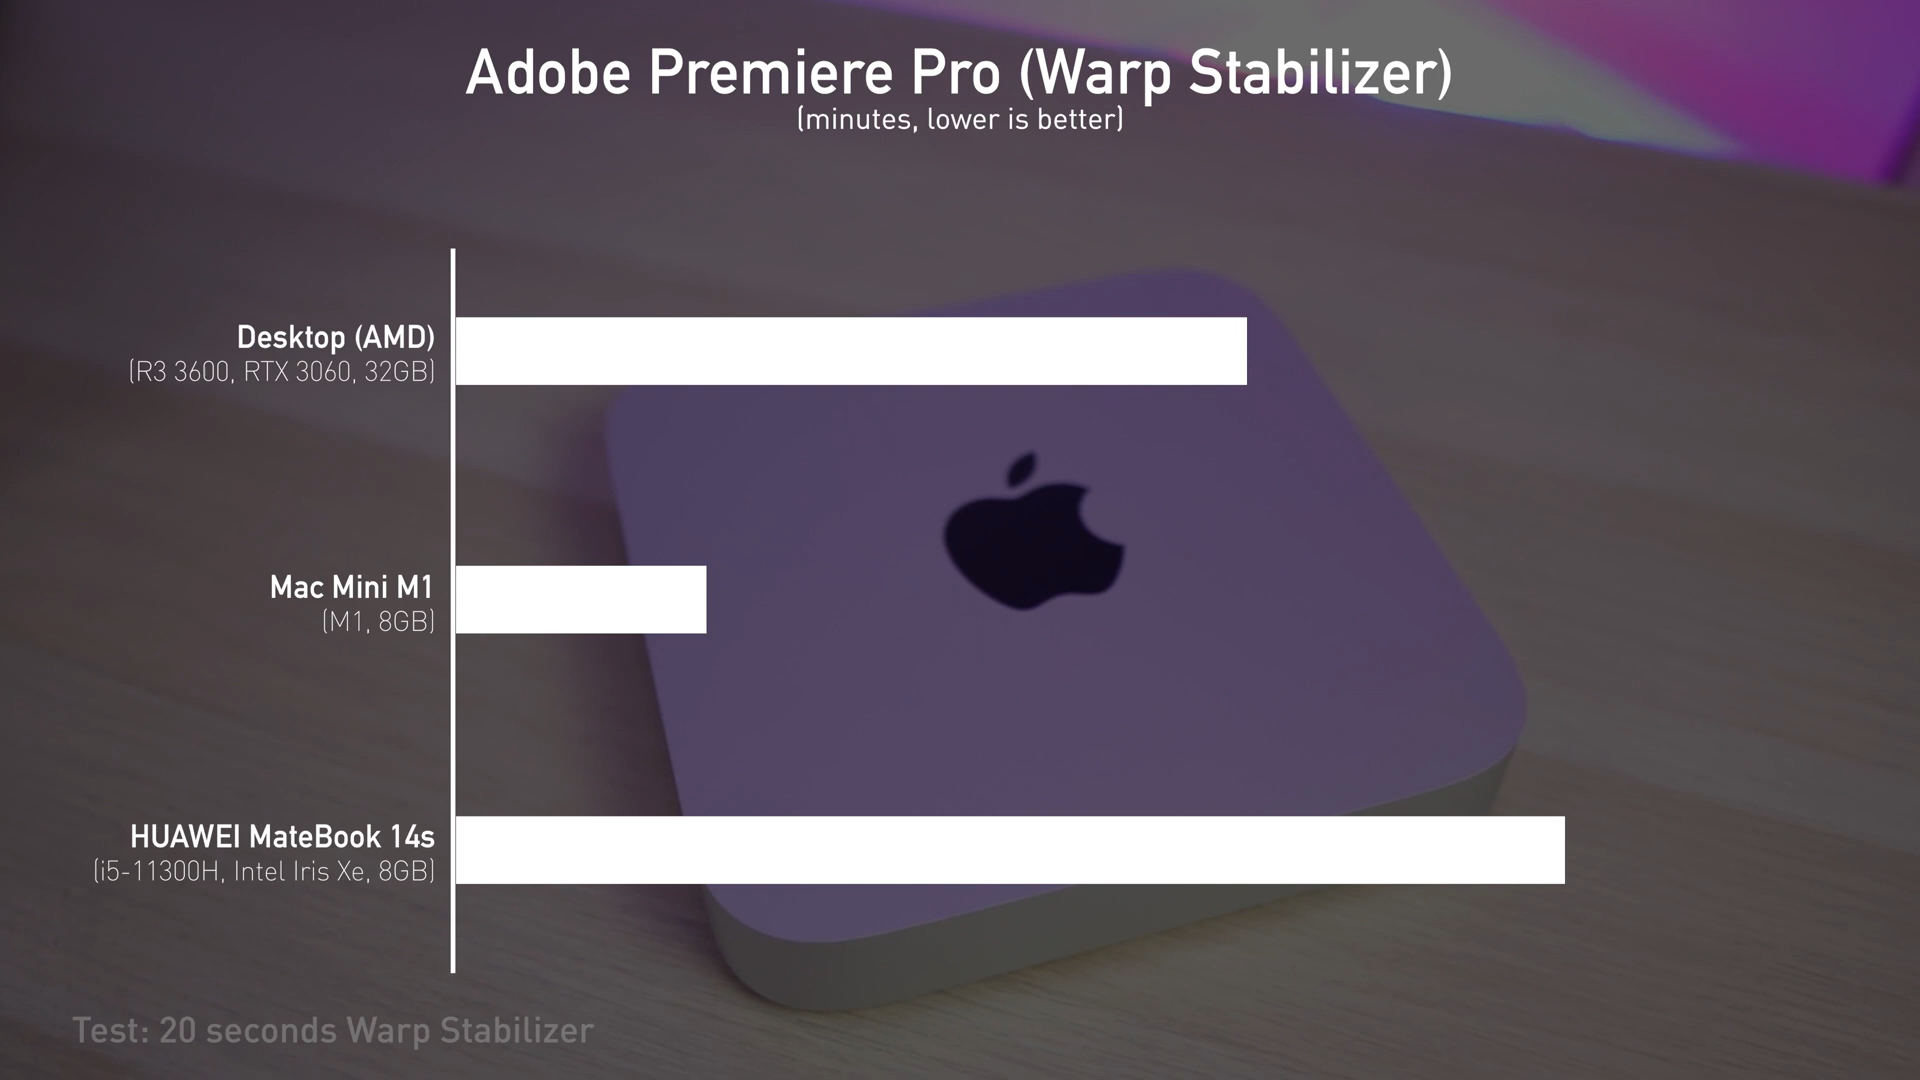 Adobe Premiere Pro (Warp Stabilizer)
(minutes, lower is better)
Desktop (AMD)
(R3 3600, RTX 3060, 32GB)
Mac Mini M1
(M1, 8GB)
HUAWEI MateBook 14s
(i5-11300H, Intel Iris Xe, 8GB)
Test: 20 seconds Warp Stabilizer